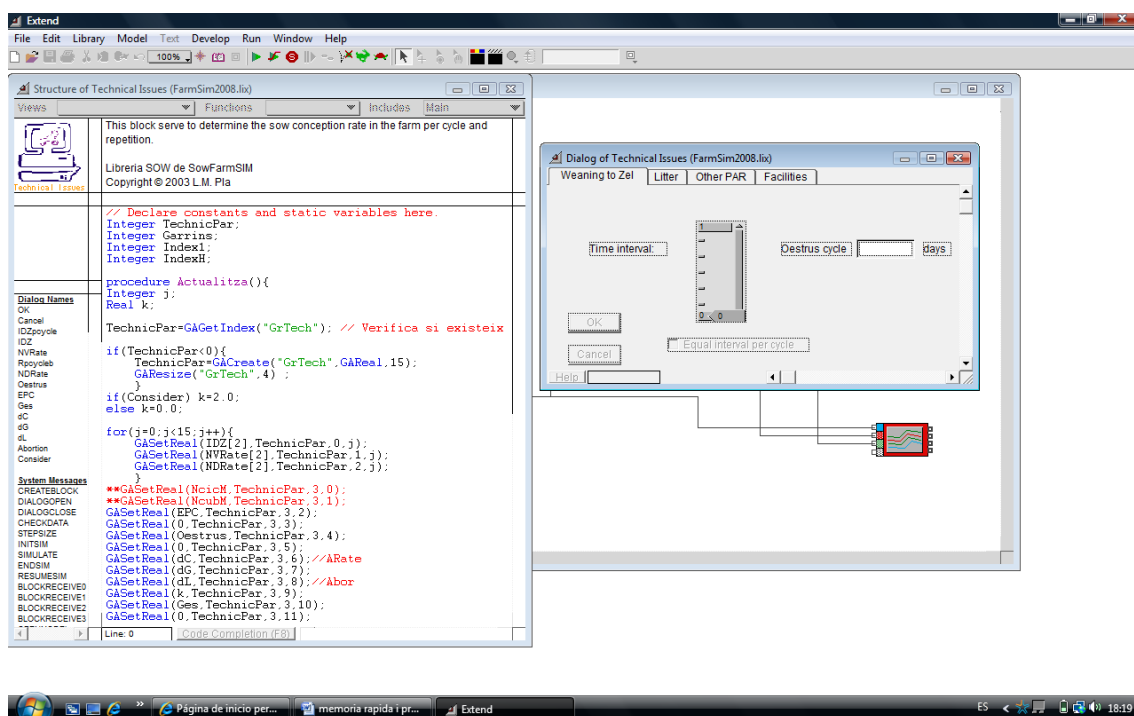 Extend
File Edit Library Model Text Develop Run Window Help
100%
Structure of Technical Issues (FarmSim2008.lix)
Views Functions Includes Main
Technical Issues
This block serve to determine the sow conception rate in the farm per cycle and
repetition.
Libreria SOW de SowFarmSIM
Copyright © 2003 L.M. Pla
// Declare constants and static variables here.
Integer TechnicPar;
Integer Garrins;
Integer Index1;
Integer IndexH;
procedure Actualitza(){
Integer j;
Real k;
TechnicPar=GAGetIndex("GrTech"); // Verifica si existeix
if(TechnicPar<0){
TechnicPar=GACreate("GrTech",GAReal,15);
GAResize("GrTech",4) ;
}
if(Consider) k=2.0;
else k=0.0;
for(j=0;j<15;j++){
GASetReal(IDZ[2],TechnicPar,0,j);
GASetReal(NVRate[2],TechnicPar,1,j);
GASetReal(NDRate[2],TechnicPar,2,j);
}
**GASetReal(NcicM,TechnicPar,3,0);
**GASetReal(NcubM,TechnicPar,3,1);
GASetReal(EPC,TechnicPar,3,2);
GASetReal(0,TechnicPar,3,3);
GASetReal(Oestrus,TechnicPar,3,4);
GASetReal(0,TechnicPar,3,5);
GASetReal(dC,TechnicPar,3,6);//ARate
GASetReal(dG,TechnicPar,3,7);
GASetReal(dL,TechnicPar,3,8);//Abor
GASetReal(k,TechnicPar,3,9);
GASetReal(Ges,TechnicPar,3,10);
GASetReal(0,TechnicPar,3,11);
Dialog Names
OK
Cancel
IDZpcycle
IDZ
NVRate
Rpcycleb
NDRate
Oestrus
EPC
Ges
dC
dG
dL
Abortion
Consider
System Messages
CREATEBLOCK
DIALOGOPEN
DIALOGCLOSE
CHECKDATA
STEPSIZE
INITSIM
SIMULATE
ENDSIM
RESUMESIM
BLOCKRECEIVE0
BLOCKRECEIVE1
BLOCKRECEIVE2
BLOCKRECEIVE3
Line: 0 Code Completion (F8)
Dialog of Technical Issues (FarmSim2008.lix)
Weaning to Zel Litter Other PAR Facilities
1
Time interval: Oestrus cycle days
0 0
OK
Equal interval per cycle
Cancel
Help
Página de inicio per... memoria rapida i pr... Extend ES 18:19